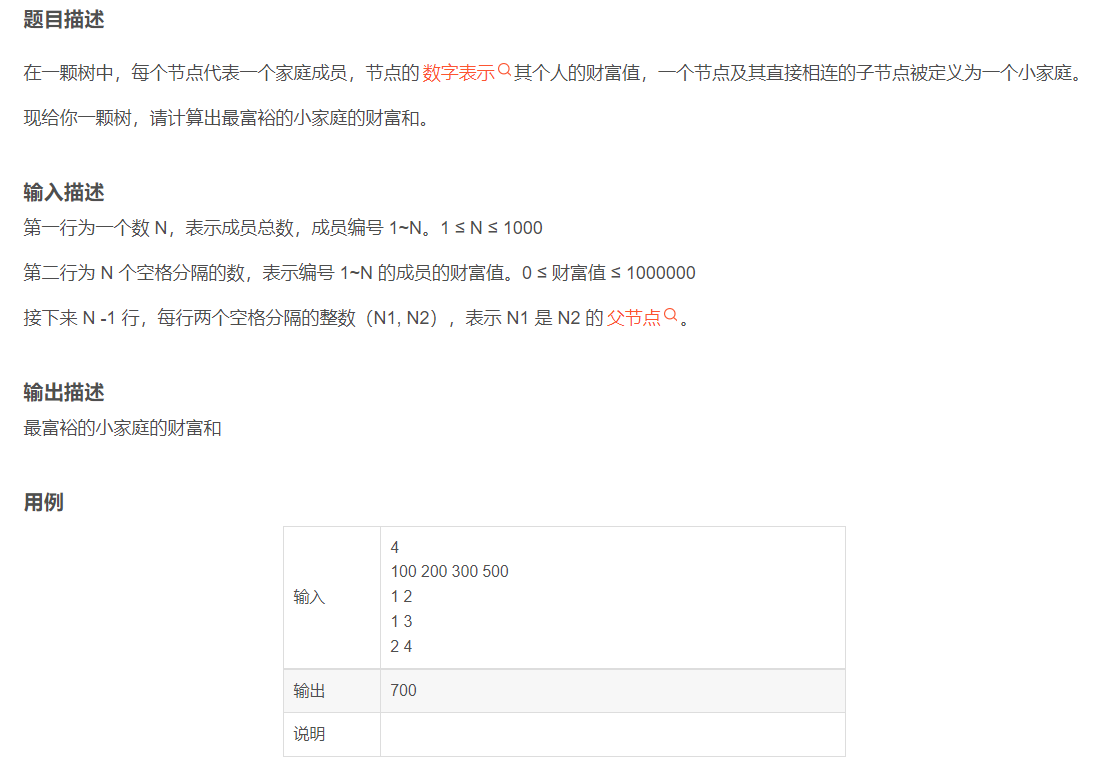 题目描述
在一颗树中，每个节点代表一个家庭成员，节点的数字表示其个人的财富值，一个节点及其直接相连的子节点被定义为一个小家庭。
现给你一颗树，请计算出最富裕的小家庭的财富和。
输入描述
第一行为一个数 N，表示成员总数，成员编号 1~N。1 ≤ N ≤ 1000
第二行为 N 个空格分隔的数，表示编号 1~N 的成员的财富值。0 ≤ 财富值 ≤ 1000000
接下来 N -1 行，每行两个空格分隔的整数（N1, N2），表示 N1 是 N2 的父节点。
输出描述
最富裕的小家庭的财富和
用例
输入
4
100 200 300 500
1 2
1 3
2 4
输出
700
说明